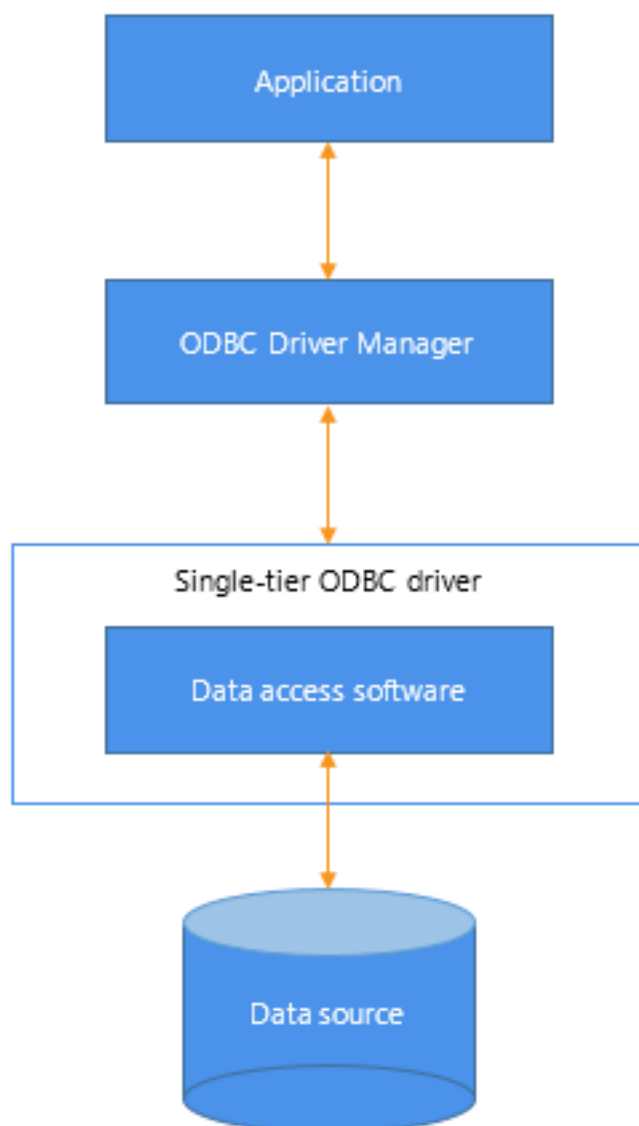 Application
ODBC Driver Manager
Single-tier ODBC driver
Data access software
Data source